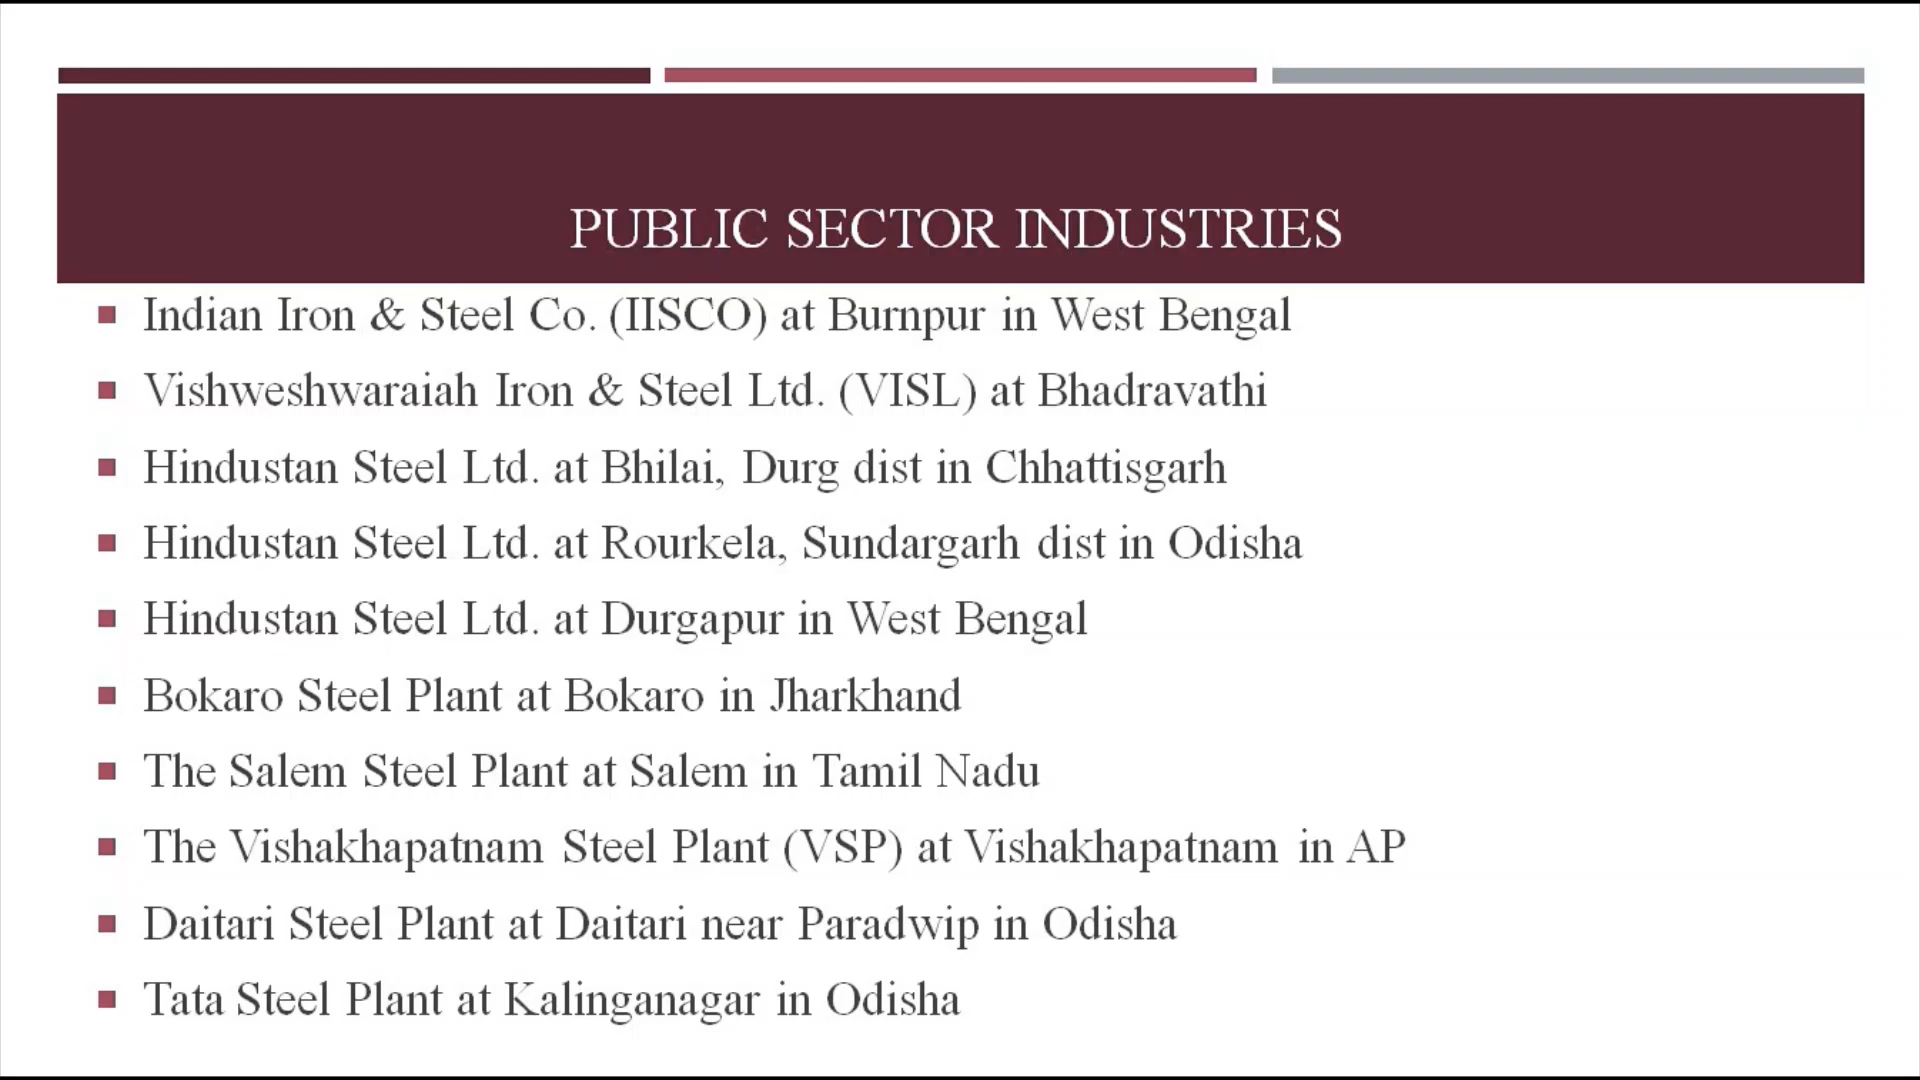 PUBLIC SECTOR INDUSTRIES
Indian Iron & Steel Co. (IISCO) at Burnpur in West Bengal
Vishweshwaraiah Iron & Steel Ltd. (VISL) at Bhadravathi
Hindustan Steel Ltd. at Bhilai, Durg dist in Chhattisgarh
Hindustan Steel Ltd. at Rourkela, Sundargarh dist in Odisha
Hindustan Steel Ltd. at Durgapur in West Bengal
Bokaro Steel Plant at Bokaro in Jharkhand
The Salem Steel Plant at Salem in Tamil Nadu
The Vishakhapatnam Steel Plant (VSP) at Vishakhapatnam in AP
Daitari Steel Plant at Daitari near Paradwip in Odisha
Tata Steel Plant at Kalinganagar in Odisha